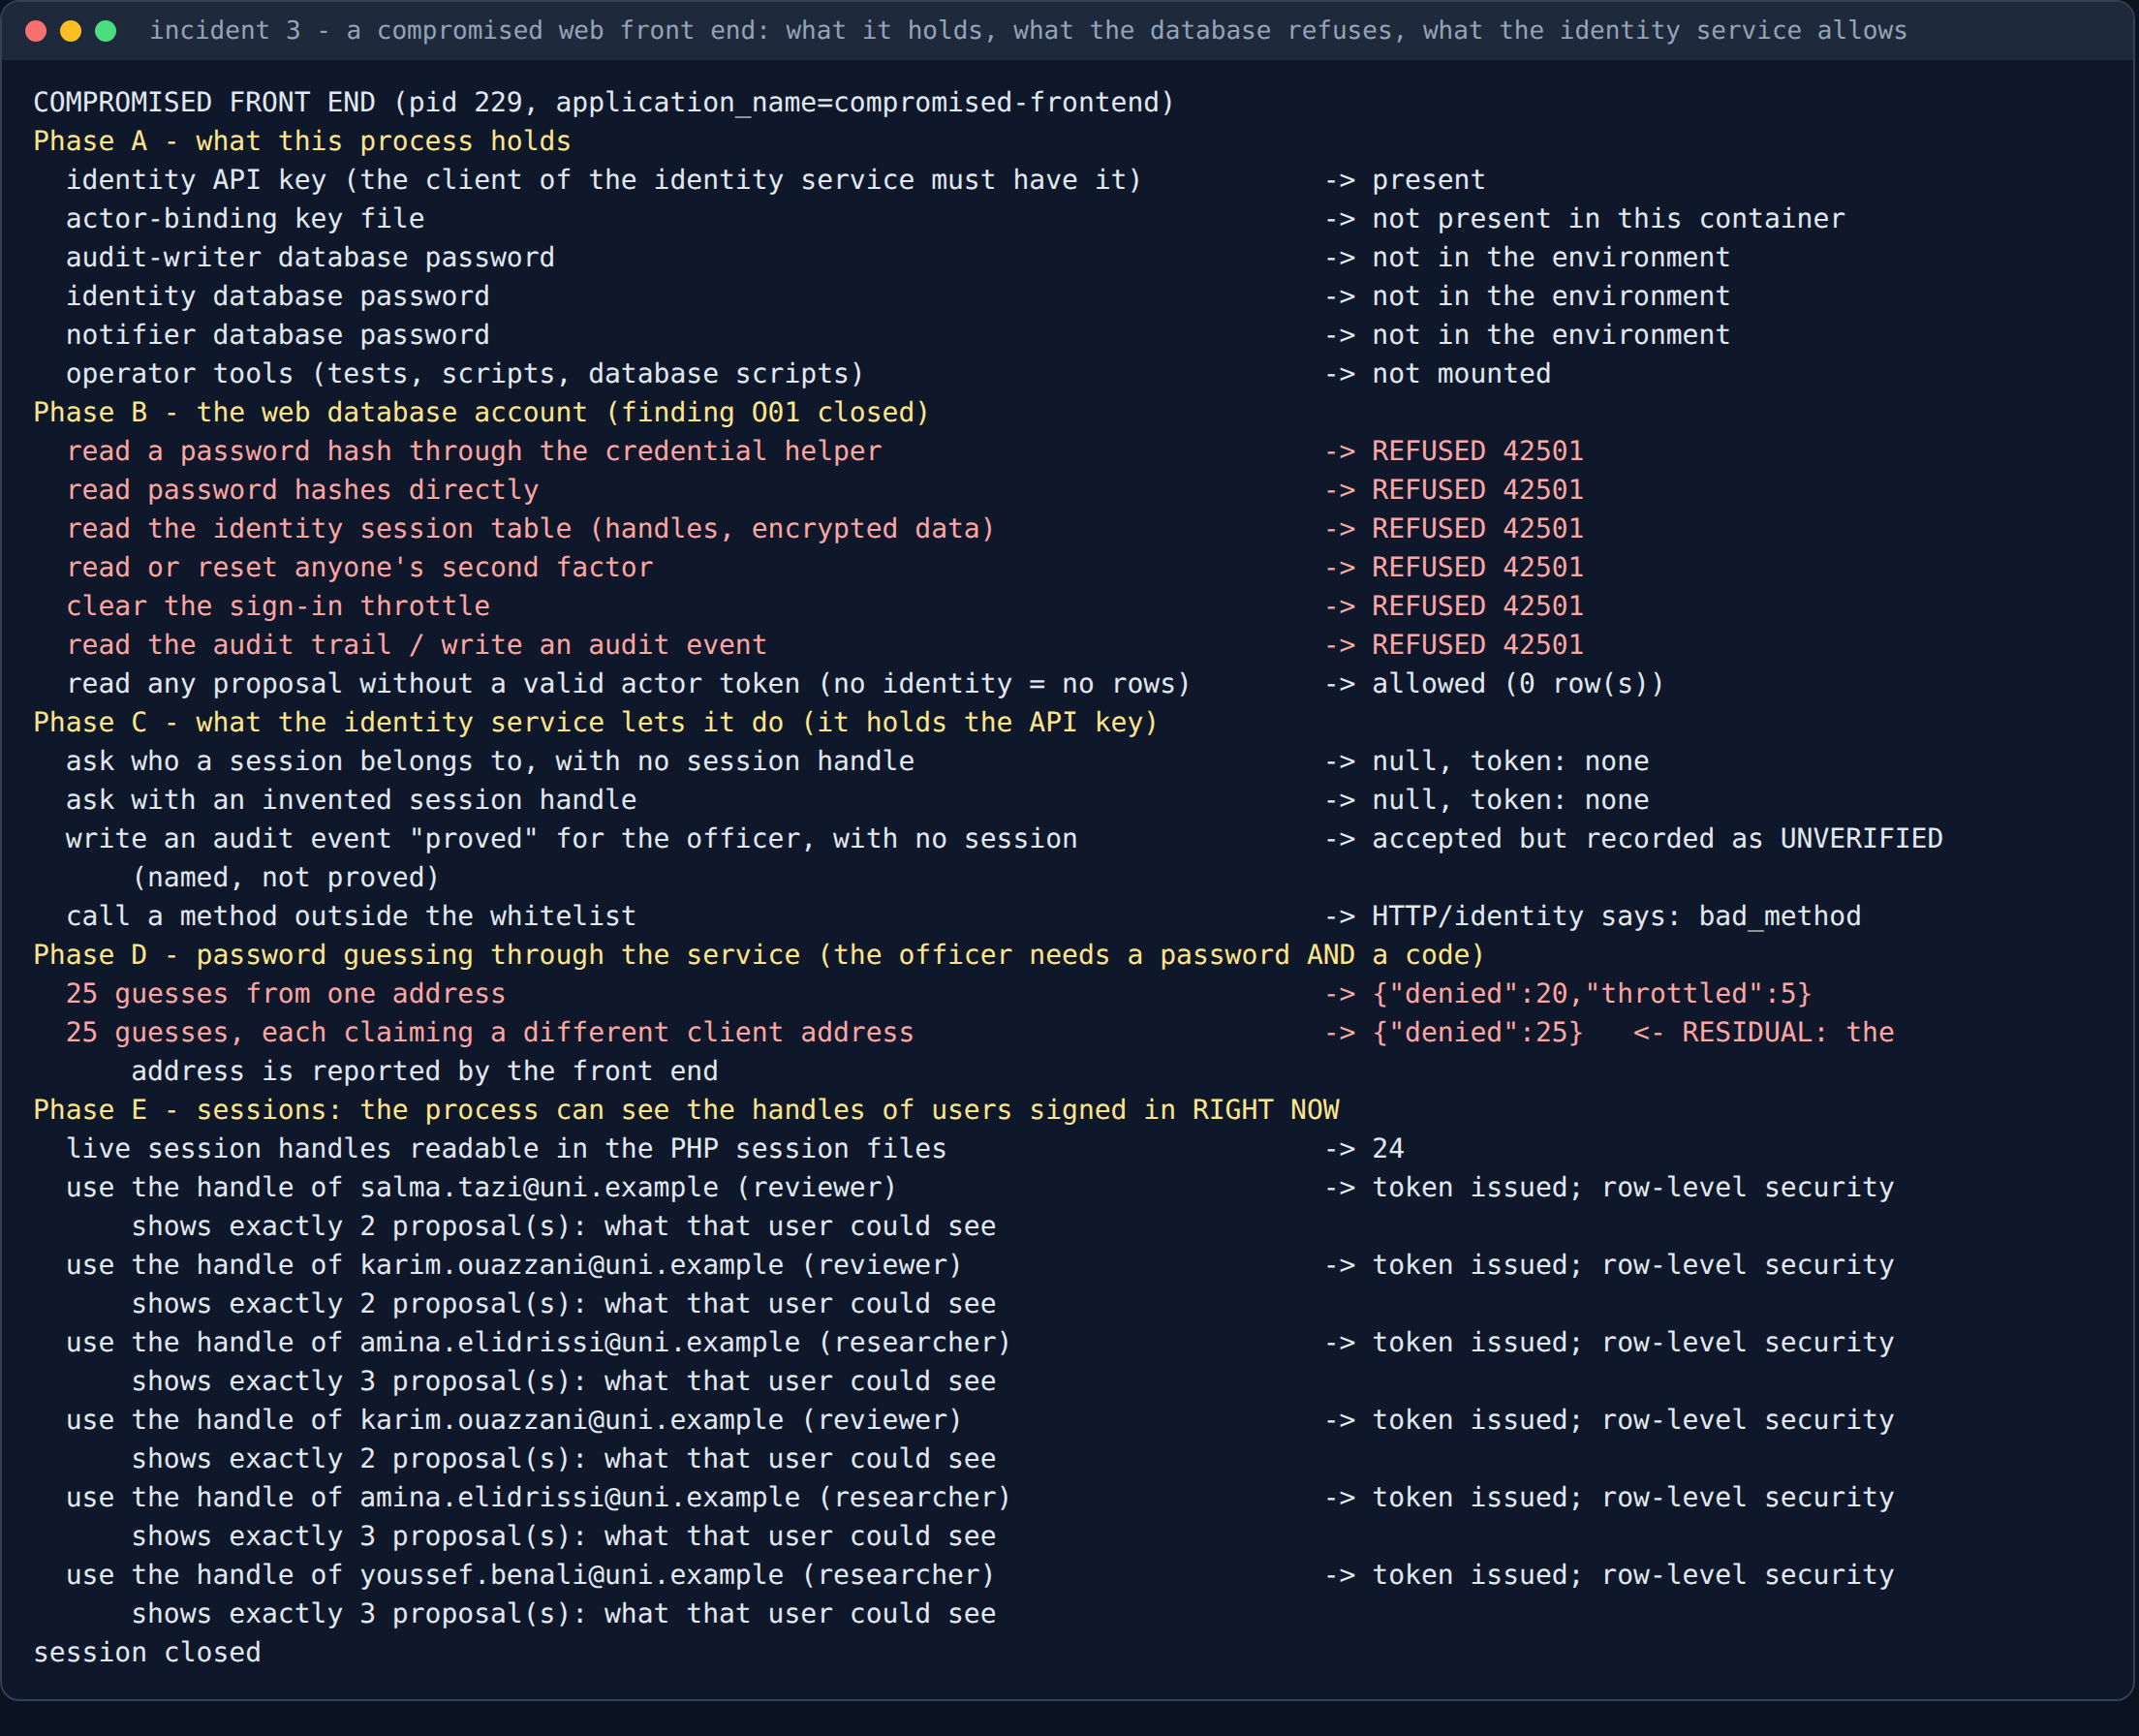 incident 3 - a compromised web front end: what it holds, what the database refuses, what the identity service allows
COMPROMISED FRONT END (pid 229, application_name=compromised-frontend)
Phase A - what this process holds
identity API key (the client of the identity service must have it) -> present
actor-binding key file -> not present in this container
audit-writer database password -> not in the environment
identity database password -> not in the environment
notifier database password -> not in the environment
operator tools (tests, scripts, database scripts) -> not mounted
Phase B - the web database account (finding O01 closed)
read a password hash through the credential helper -> REFUSED 42501
read password hashes directly -> REFUSED 42501
read the identity session table (handles, encrypted data) -> REFUSED 42501
read or reset anyone's second factor -> REFUSED 42501
clear the sign-in throttle -> REFUSED 42501
read the audit trail / write an audit event -> REFUSED 42501
read any proposal without a valid actor token (no identity = no rows) -> allowed (0 row(s))
Phase C - what the identity service lets it do (it holds the API key)
ask who a session belongs to, with no session handle -> null, token: none
ask with an invented session handle -> null, token: none
write an audit event "proved" for the officer, with no session -> accepted but recorded as UNVERIFIED
(named, not proved)
call a method outside the whitelist -> HTTP/identity says: bad_method
Phase D - password guessing through the service (the officer needs a password AND a code)
25 guesses from one address -> {"denied":20,"throttled":5}
25 guesses, each claiming a different client address -> {"denied":25} <- RESIDUAL: the
address is reported by the front end
Phase E - sessions: the process can see the handles of users signed in RIGHT NOW
live session handles readable in the PHP session files -> 24
use the handle of salma.tazi@uni.example (reviewer) -> token issued; row-level security
shows exactly 2 proposal(s): what that user could see
use the handle of karim.ouazzani@uni.example (reviewer) -> token issued; row-level security
shows exactly 2 proposal(s): what that user could see
use the handle of amina.elidrissi@uni.example (researcher) -> token issued; row-level security
shows exactly 3 proposal(s): what that user could see
use the handle of karim.ouazzani@uni.example (reviewer) -> token issued; row-level security
shows exactly 2 proposal(s): what that user could see
use the handle of amina.elidrissi@uni.example (researcher) -> token issued; row-level security
shows exactly 3 proposal(s): what that user could see
use the handle of youssef.benali@uni.example (researcher) -> token issued; row-level security
shows exactly 3 proposal(s): what that user could see
session closed